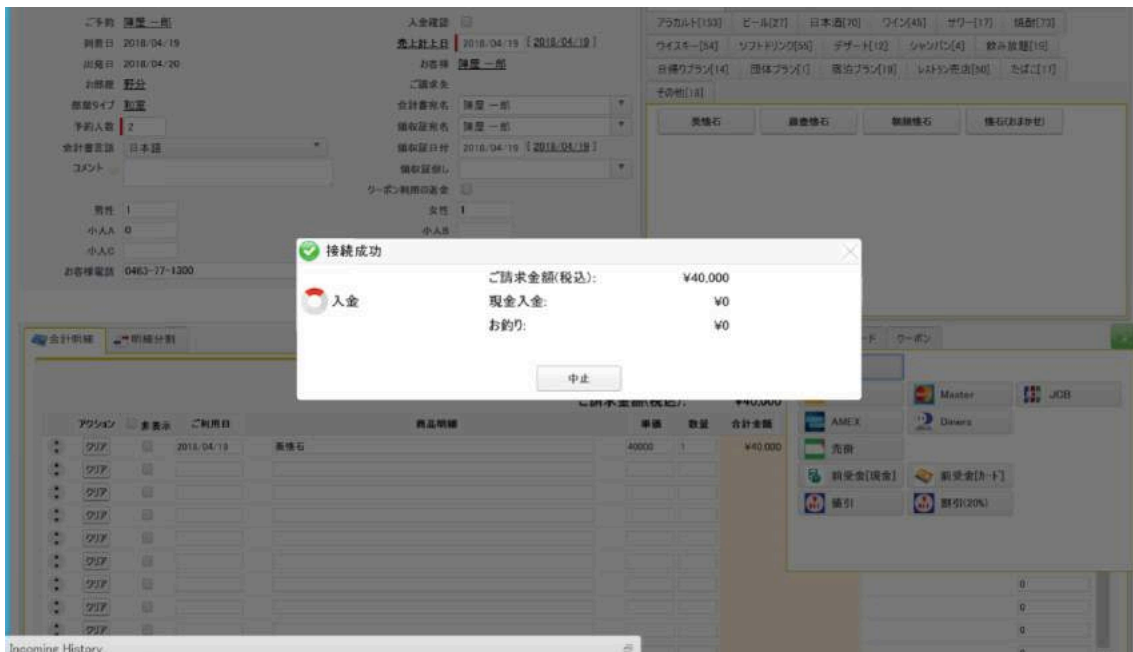 ご予約 陣屋 一郎 入金確認
到着日 2018/04/19 売上計上日 2018/04/19 [2018/04/19]
出発日 2018/04/20 お客様 陣屋 一郎
お部屋 野分 ご請求先
部屋タイプ 和室 会計書宛名 陣屋 一郎
予約人数 2 領収証宛名 陣屋 一郎
会計書言語 日本語 領収証日付 2018/04/19 [2018/04/19]
コメント 領収証但し
クーポン利用の返金
男性 1 女性 1
小人A 0 小人B
小人C
お客様電話 0463-77-1300
アラカルト[153] ビール[27] 日本酒[70] ワイン[45] サワー[17] 焼酎[73]
ウイスキー[54] ソフトドリンク[55] デザート[12] シャンパン[4] 飲み放題[19]
日帰りプラン[14] 団体プラン[1] 宿泊プラン[19] レストラン売店[50] たばこ[17]
その他[18]
懐石(おまかせ)
接続成功
ご請求金額(税込): ¥40,000
入金 現金入金: ¥0
お釣り: ¥0
中止
会計明細 明細分割
ード クーポン
ご請求金額(税込): ¥40,000
Master JCB
AMEX Diners
売掛
前受金[現金] 前受金[カード]
値引 割引(20%)
アクション 非表示 ご利用日 商品明細 単価 数量 合計金額
クリア 2018/04/19 昼懐石 40000 1 ¥40,000
クリア
クリア
クリア
クリア
クリア
クリア 0
クリア 0
クリア 0
Incoming History